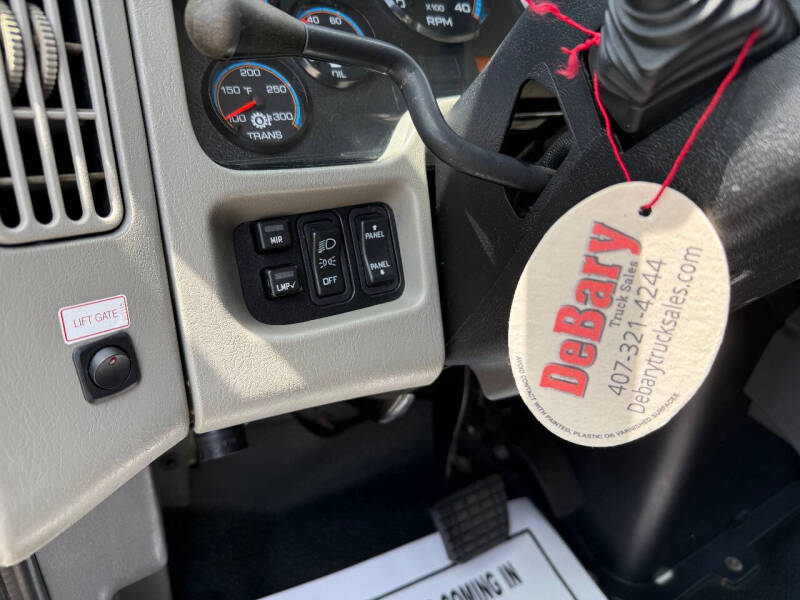 x100
40
RPM
40
60
OIL
200
150 °F 250
100
300
TRANS
MIR
LMP✓
OFF
PANEL
PANEL
LIFT GATE
DeBary
Truck Sales
407-321-4244
Debarytrucksales.com
AVOID CONTACT WITH PAINTED, PLASTIC OR VARNISHED SURFACES.
COMING IN